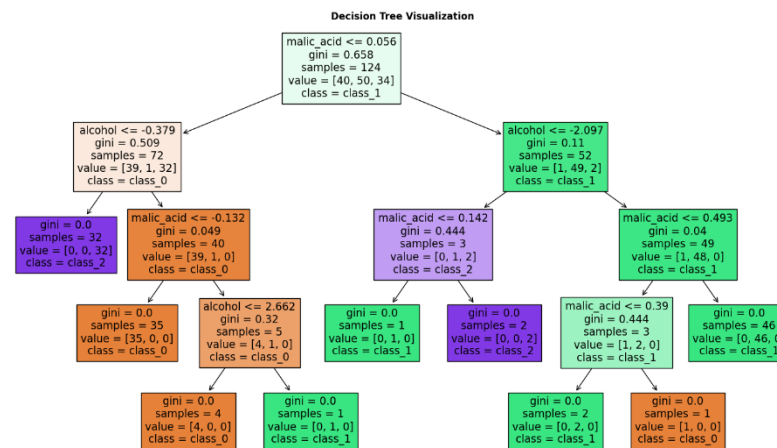 Decision Tree Visualization
malic_acid <= 0.056
gini = 0.658
samples = 124
value = [40, 50, 34]
class = class_1
alcohol <= -0.379
gini = 0.509
samples = 72
value = [39, 1, 32]
class = class_0
alcohol <= -2.097
gini = 0.11
samples = 52
value = [1, 49, 2]
class = class_1
gini = 0.0
samples = 32
value = [0, 0, 32]
class = class_2
malic_acid <= -0.132
gini = 0.049
samples = 40
value = [39, 1, 0]
class = class_0
malic_acid <= 0.142
gini = 0.444
samples = 3
value = [0, 1, 2]
class = class_2
malic_acid <= 0.493
gini = 0.04
samples = 49
value = [1, 48, 0]
class = class_1
gini = 0.0
samples = 35
value = [35, 0, 0]
class = class_0
alcohol <= 2.662
gini = 0.32
samples = 5
value = [4, 1, 0]
class = class_0
gini = 0.0
samples = 1
value = [0, 1, 0]
class = class_1
gini = 0.0
samples = 2
value = [0, 0, 2]
class = class_2
malic_acid <= 0.39
gini = 0.444
samples = 3
value = [1, 2, 0]
class = class_1
gini = 0.0
samples = 46
value = [0, 46, 0
class = class_1
gini = 0.0
samples = 4
value = [4, 0, 0]
class = class_0
gini = 0.0
samples = 1
value = [0, 1, 0]
class = class_1
gini = 0.0
samples = 2
value = [0, 2, 0]
class = class_1
gini = 0.0
samples = 1
value = [1, 0, 0]
class = class_0